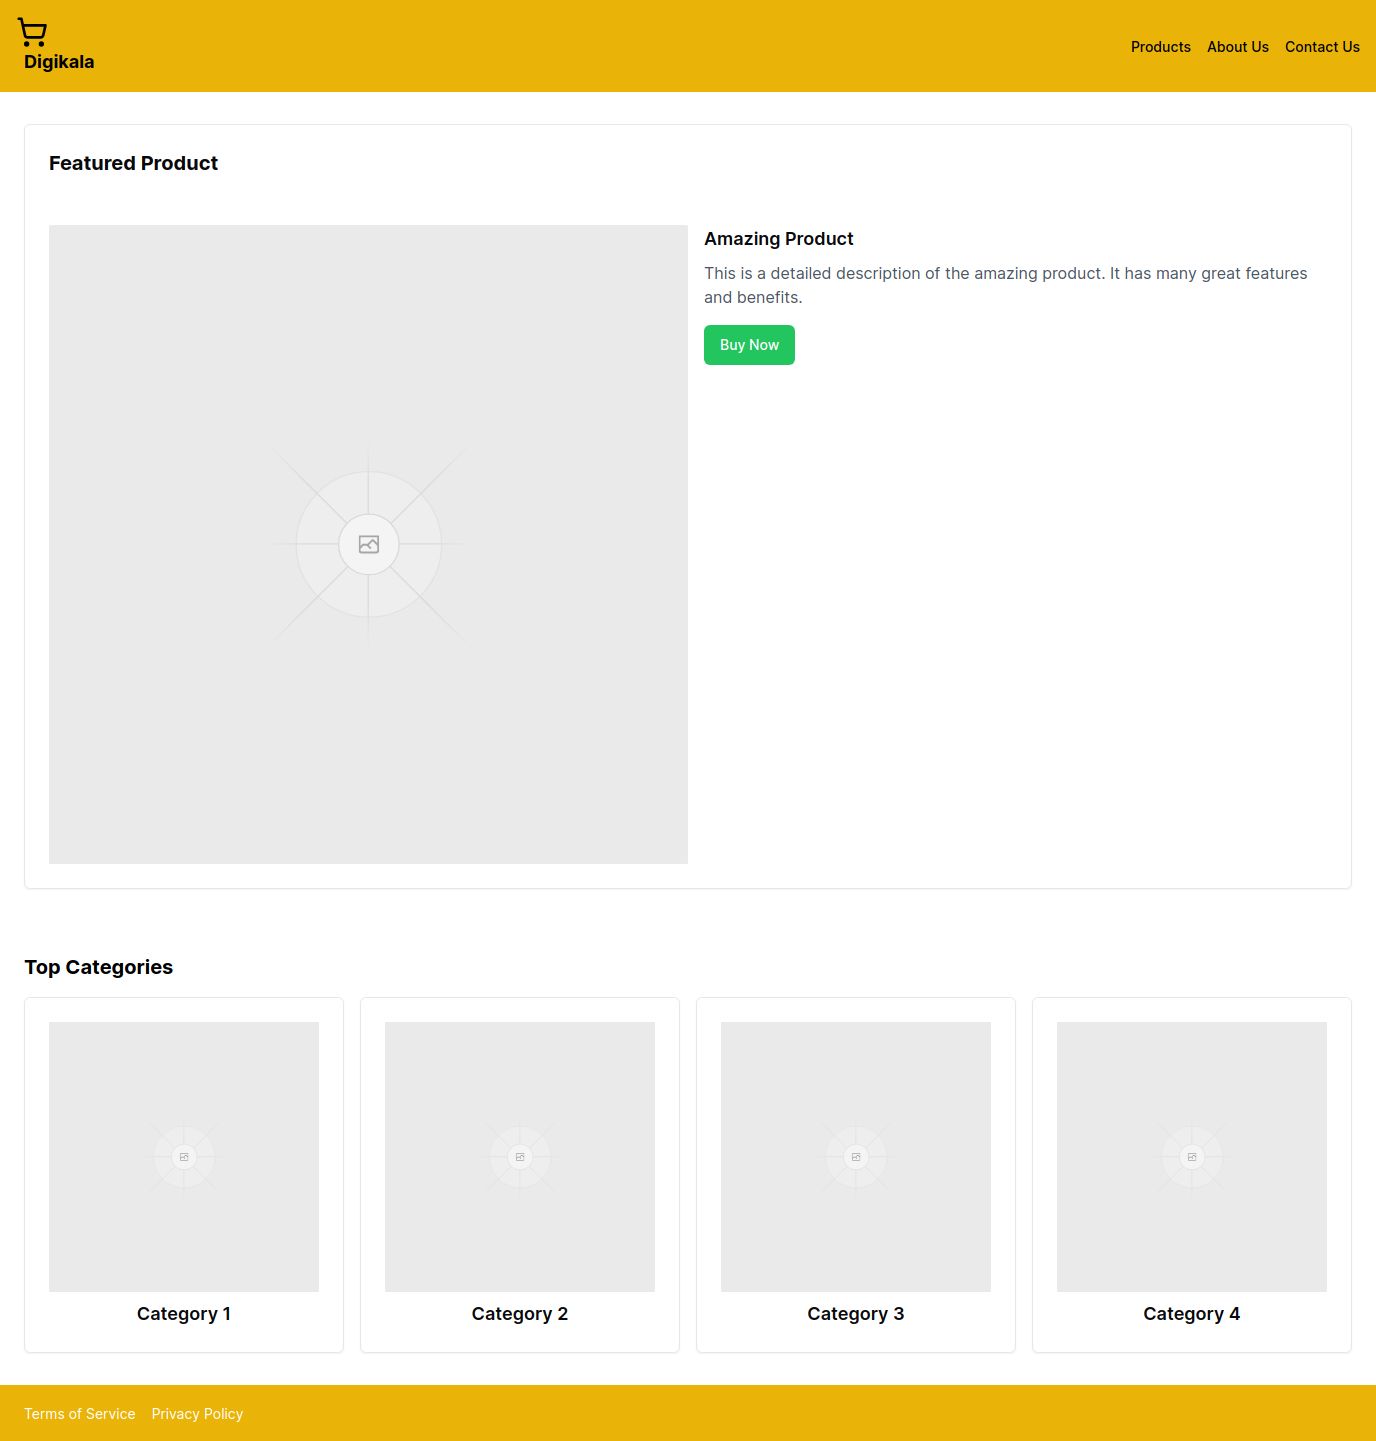 Digikala
Products About Us Contact Us
Featured Product
Amazing Product
This is a detailed description of the amazing product. It has many great features
and benefits.
Buy Now
Top Categories
Category 1
Category 2
Category 3
Category 4
Terms of Service Privacy Policy